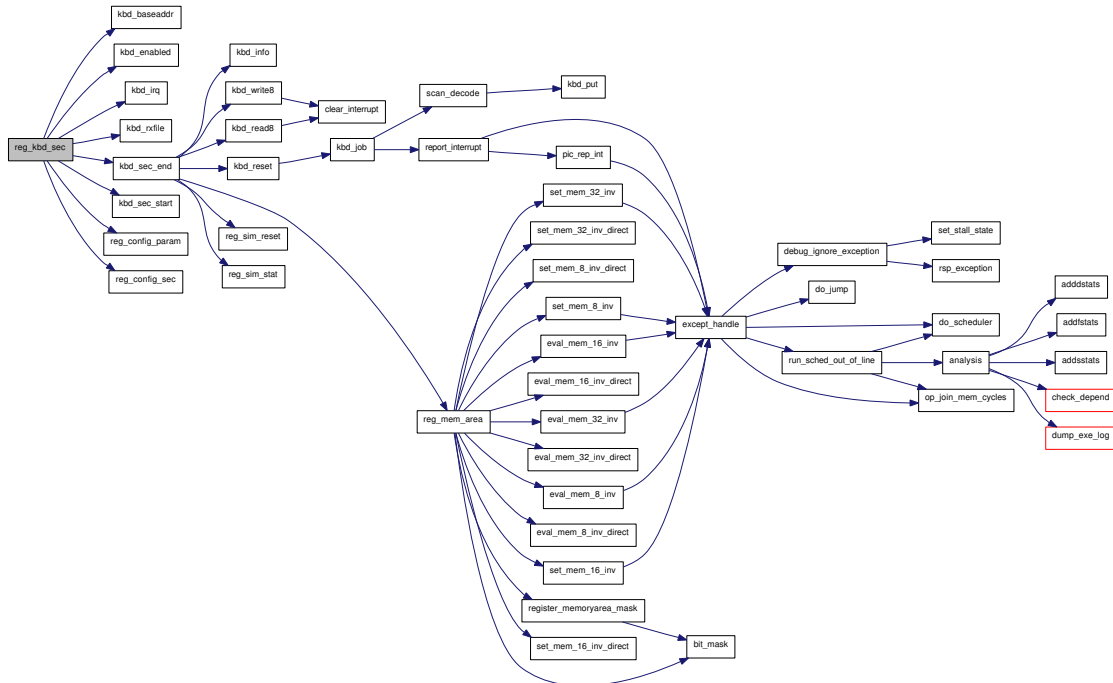 reg_kbd_sec
kbd_baseaddr
kbd_enabled
kbd_irq
kbd_rxfile
kbd_sec_end
kbd_sec_start
reg_config_param
reg_config_sec
kbd_info
kbd_write8
kbd_read8
kbd_reset
reg_sim_reset
reg_sim_stat
clear_interrupt
kbd_job
scan_decode
report_interrupt
reg_mem_area
kbd_put
pic_rep_int
set_mem_32_inv
set_mem_32_inv_direct
set_mem_8_inv_direct
set_mem_8_inv
eval_mem_16_inv
eval_mem_16_inv_direct
eval_mem_32_inv
eval_mem_32_inv_direct
eval_mem_8_inv
eval_mem_8_inv_direct
set_mem_16_inv
register_memoryarea_mask
set_mem_16_inv_direct
except_handle
bit_mask
debug_ignore_exception
do_jump
run_sched_out_of_line
set_stall_state
rsp_exception
do_scheduler
analysis
op_join_mem_cycles
adddstats
addfstats
addsstats
check_depend
dump_exe_log